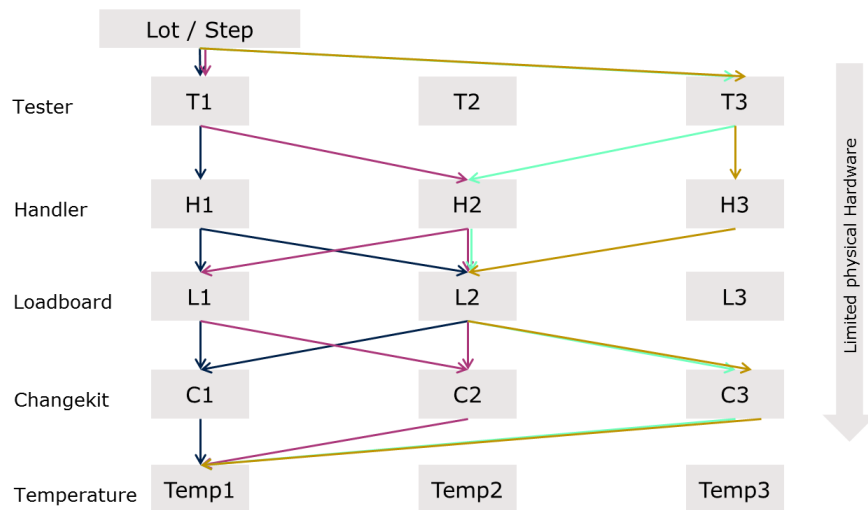 Lot / Step
Tester
T1
T2
T3
Handler
H1
H2
H3
Loadboard
L1
L2
L3
Changekit
C1
C2
C3
Temperature
Temp1
Temp2
Temp3
Limited physical Hardware